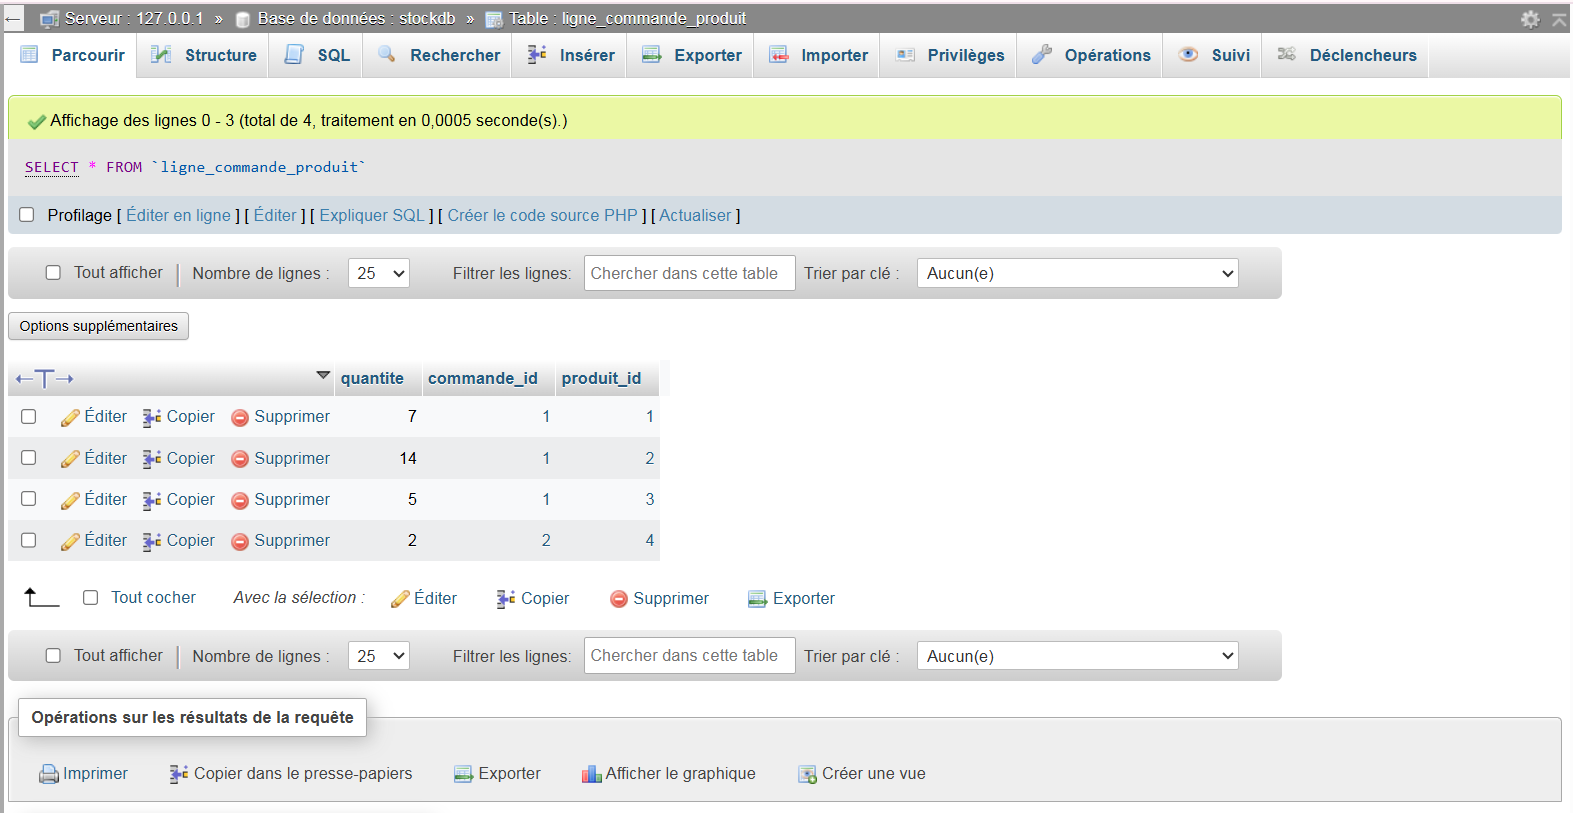 ← Serveur : 127.0.0.1 » Base de données : stockdb » Table : ligne_commande_produit
Parcourir Structure SQL Rechercher Insérer Exporter Importer Privilèges Opérations Suivi Déclencheurs
Affichage des lignes 0 - 3 (total de 4, traitement en 0,0005 seconde(s).)
SELECT * FROM `ligne_commande_produit`
Profilage [ Éditer en ligne ] [ Éditer ] [ Expliquer SQL ] [ Créer le code source PHP ] [ Actualiser ]
Tout afficher Nombre de lignes : 25 Filtrer les lignes: Chercher dans cette table Trier par clé : Aucun(e)
Options supplémentaires
←T→ quantite commande_id produit_id
Éditer Copier Supprimer 7 1 1
Éditer Copier Supprimer 14 1 2
Éditer Copier Supprimer 5 1 3
Éditer Copier Supprimer 2 2 4
Tout cocher Avec la sélection : Éditer Copier Supprimer Exporter
Tout afficher Nombre de lignes : 25 Filtrer les lignes: Chercher dans cette table Trier par clé : Aucun(e)
Opérations sur les résultats de la requête
Imprimer Copier dans le presse-papiers Exporter Afficher le graphique Créer une vue